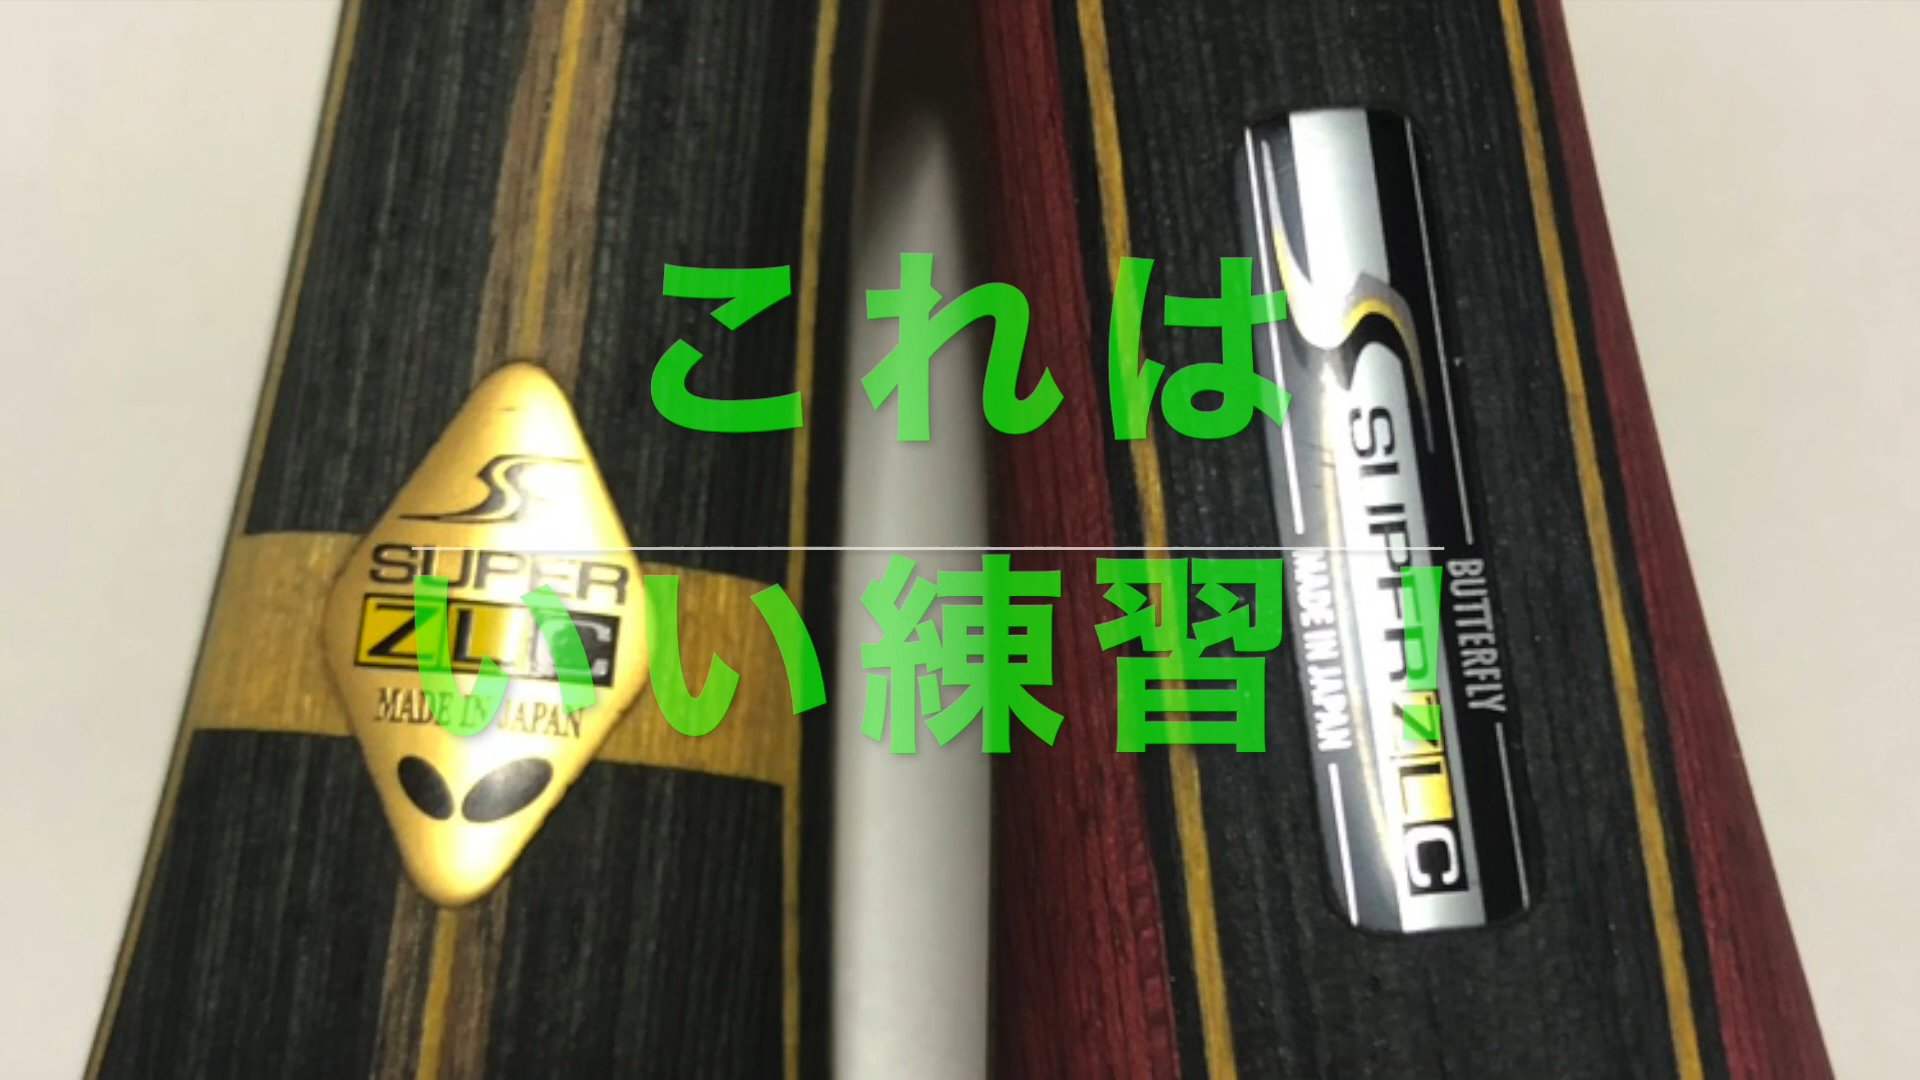 これは
いい練習！
SUPER
ZLC
MADE IN JAPAN
SUPER ZLC
MADE IN JAPAN
BUTTERFLY